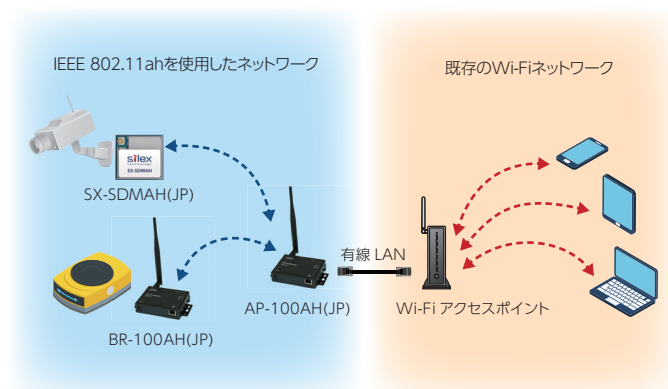 IEEE 802.11ahを使用したネットワーク
既存のWi-Fiネットワーク
silex
technology
SX-SDMAH
SX-SDMAH(JP)
有線 LAN
AP-100AH(JP)
Wi-Fi アクセスポイント
BR-100AH(JP)